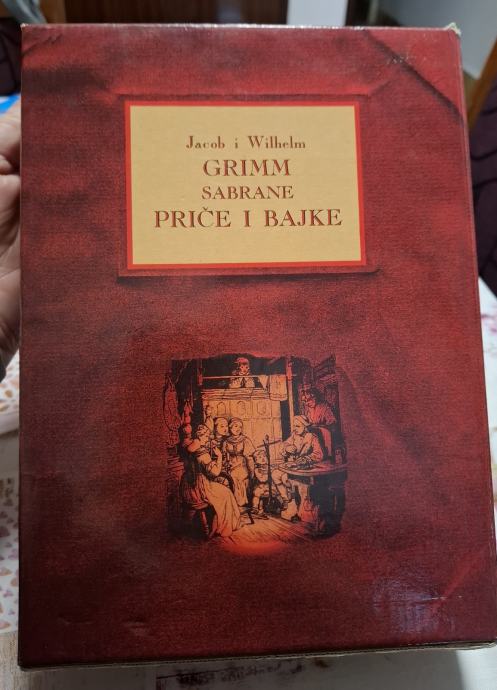 Jacob i Wilhelm
GRIMM
SABRANE
PRIČE I BAJKE